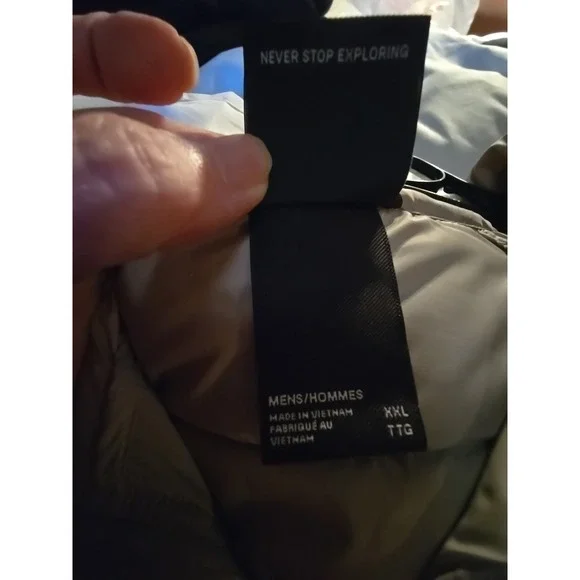 NEVER STOP EXPLORING
MENS/HOMMES
MADE IN VIETNAM XXL
FABRIQUÉ AU TTG
VIETNAM